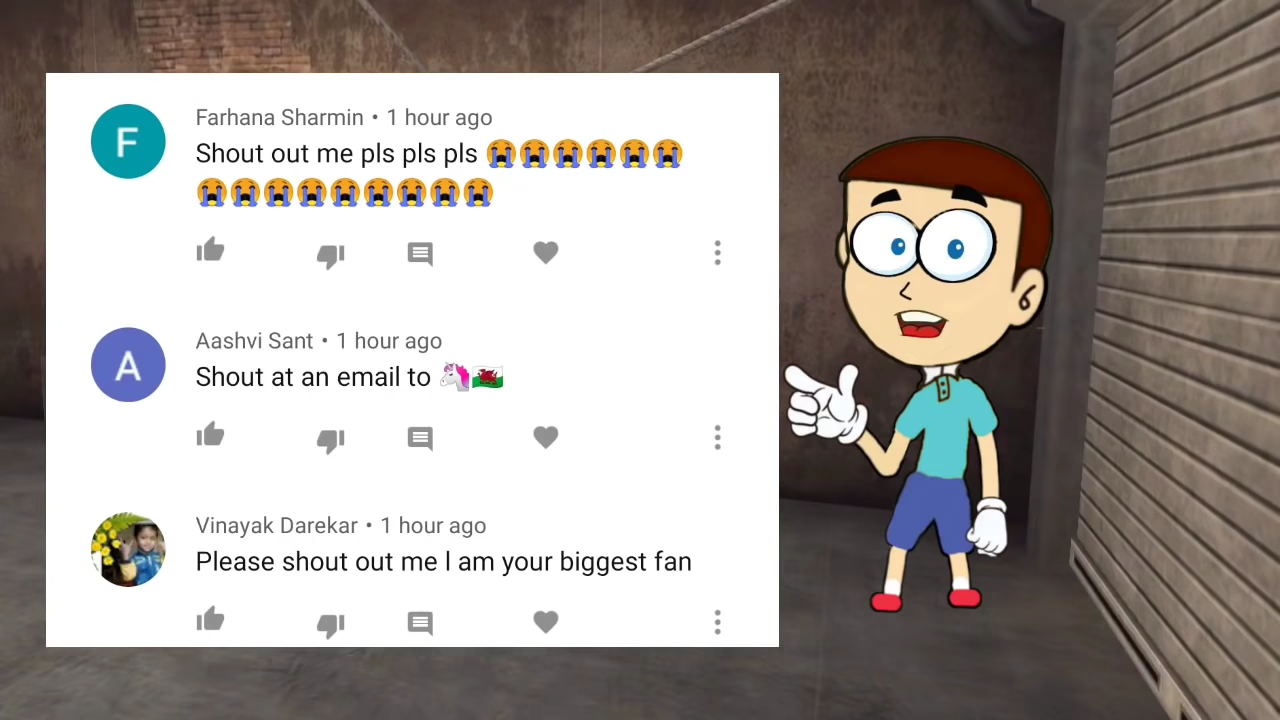 F
Farhana Sharmin • 1 hour ago
Shout out me pls pls pls 😭😭😭😭😭😭
😭😭😭😭😭😭😭😭😭
A
Aashvi Sant • 1 hour ago
Shout at an email to 🦄🏴󠁧󠁢󠁷󠁬󠁳󠁿
Vinayak Darekar • 1 hour ago
Please shout out me I am your biggest fan